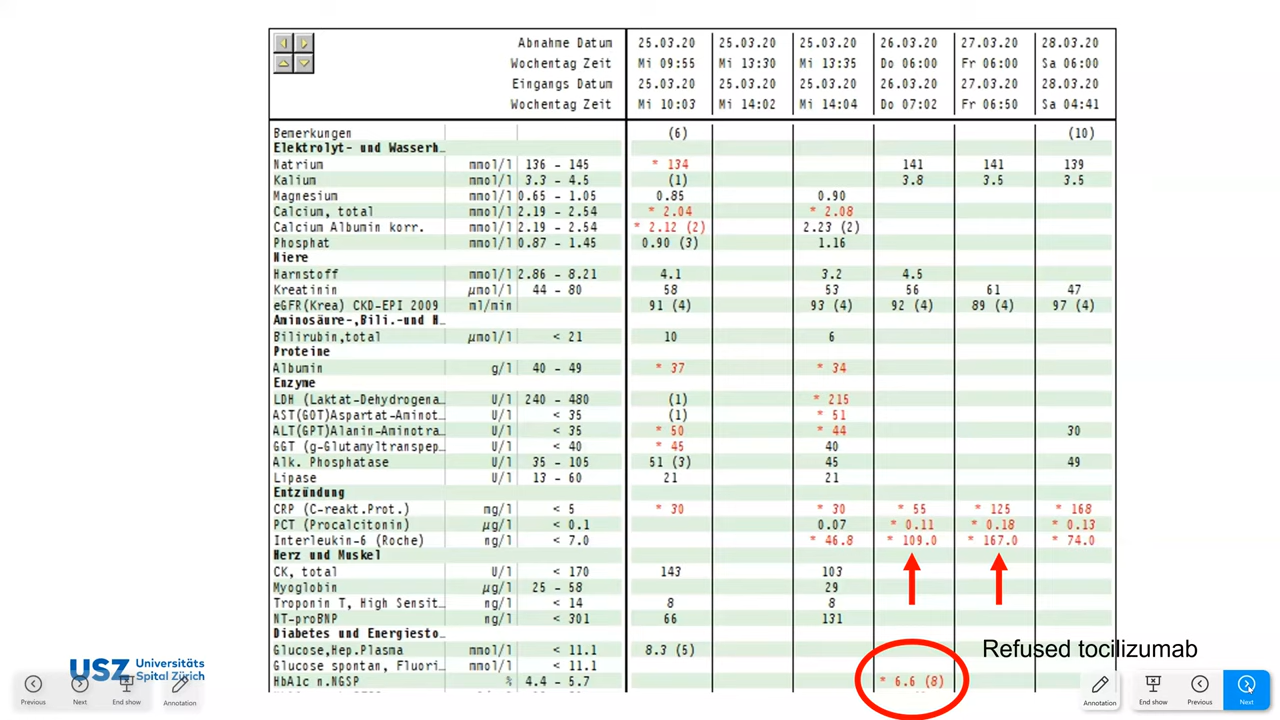 Abnahme Datum 25.03.20 25.03.20 25.03.20 26.03.20 27.03.20 28.03.20
Wochentag Zeit Mi 09:55 Mi 13:30 Mi 13:35 Do 06:00 Fr 06:00 Sa 06:00
Eingangs Datum 25.03.20 25.03.20 25.03.20 26.03.20 27.03.20 28.03.20
Wochentag Zeit Mi 10:03 Mi 14:02 Mi 14:04 Do 07:02 Fr 06:50 Sa 04:41
Bemerkungen (6) (10)
Elektrolyt- und Wasserh…
Natrium mmol/l 136 - 145 * 134 141 141 139
Kalium mmol/l 3.3 - 4.5 (1) 3.8 3.5 3.5
Magnesium mmol/l 0.65 - 1.05 0.85 0.90
Calcium, total mmol/l 2.19 - 2.54 * 2.04 * 2.08
Calcium Albumin korr. mmol/l 2.19 - 2.54 * 2.12 (2) 2.23 (2)
Phosphat mmol/l 0.87 - 1.45 0.90 (3) 1.16
Niere
Harnstoff mmol/l 2.86 - 8.21 4.1 3.2 4.5
Kreatinin µmol/l 44 - 80 58 53 56 61 47
eGFR(Krea) CKD-EPI 2009 ml/min 91 (4) 93 (4) 92 (4) 89 (4) 97 (4)
Aminosäure-,Bili.-und H…
Bilirubin,total µmol/l < 21 10 6
Proteine
Albumin g/l 40 - 49 * 37 * 34
Enzyme
LDH (Laktat-Dehydrogena… U/l 240 - 480 (1) * 215
AST(GOT)Aspartat-Aminot… U/l < 35 (1) * 51
ALT(GPT)Alanin-Aminotra… U/l < 35 * 50 * 44 30
GGT (g-Glutamyltranspep… U/l < 40 * 45 40
Alk. Phosphatase U/l 35 - 105 51 (3) 45 49
Lipase U/l 13 - 60 21 21
Entzündung
CRP (C-reakt.Prot.) mg/l < 5 * 30 * 30 * 55 * 125 * 168
PCT (Procalcitonin) µg/l < 0.1 0.07 * 0.11 * 0.18 * 0.13
Interleukin-6 (Roche) ng/l < 7.0 * 46.8 * 109.0 * 167.0 * 74.0
Herz und Muskel
CK, total U/l < 170 143 103
Myoglobin µg/l 25 - 58 29
Troponin T, High Sensit… ng/l < 14 8 8
NT-proBNP ng/l < 301 66 131
Diabetes und Energiesto…
Glucose,Hep.Plasma mmol/l < 11.1 8.3 (5)
Glucose spontan, Fluori… mmol/l < 11.1
HbA1c n.NGSP % 4.4 - 5.7 * 6.6 (8)
Refused tocilizumab
USZ Universitäts
Spital Zürich
Previous Next End show Annotation
Annotation End show Previous Next